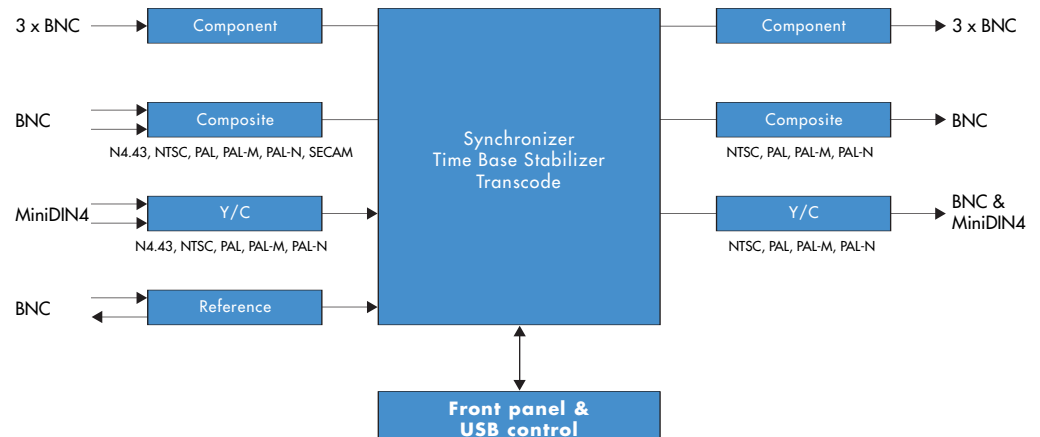 3 x BNC
Component
Component
3 x BNC
BNC
Composite
N4.43, NTSC, PAL, PAL-M, PAL-N, SECAM
Synchronizer
Time Base Stabilizer
Transcode
Composite
NTSC, PAL, PAL-M, PAL-N
BNC
MiniDIN4
Y/C
N4.43, NTSC, PAL, PAL-M, PAL-N
Y/C
NTSC, PAL, PAL-M, PAL-N
BNC &
MiniDIN4
BNC
Reference
Front panel &
USB control